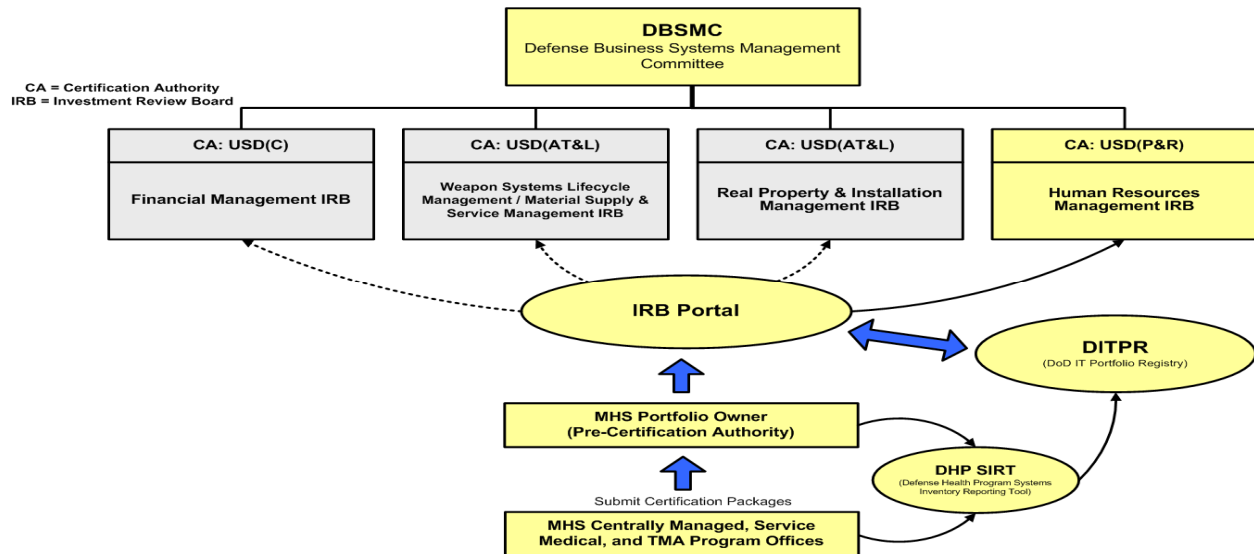 DBSMC
Defense Business Systems Management
Committee
CA = Certification Authority
IRB = Investment Review Board
CA: USD(C)
Financial Management IRB
CA: USD(AT&L)
Weapon Systems Lifecycle
Management / Material Supply &
Service Management IRB
CA: USD(AT&L)
Real Property & Installation
Management IRB
CA: USD(P&R)
Human Resources
Management IRB
IRB Portal
DITPR
(DoD IT Portfolio Registry)
MHS Portfolio Owner
(Pre-Certification Authority)
DHP SIRT
(Defense Health Program Systems
Inventory Reporting Tool)
Submit Certification Packages
MHS Centrally Managed, Service
Medical, and TMA Program Offices